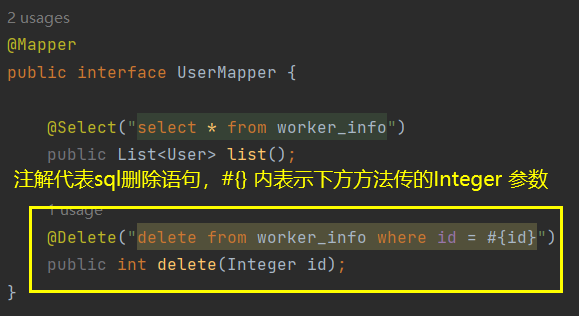 2 usages
@Mapper
public interface UserMapper {
@Select("select * from worker_info")
public List<User> list();
注解代表sql删除语句，#{} 内表示下方方法传的Integer 参数
1 usage
@Delete("delete from worker_info where id = #{id}")
public int delete(Integer id);
}